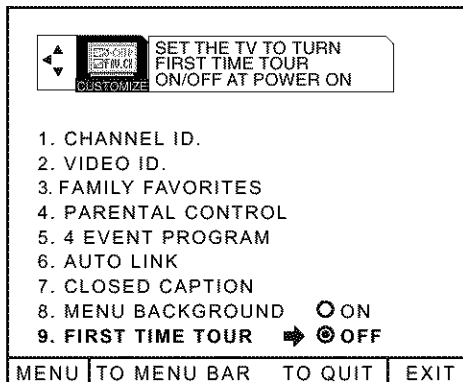 SET THE TV TO TURN
FIRST TIME TOUR
ON/OFF AT POWER ON
CUSTOMIZE
1. CHANNEL ID.
2. VIDEO ID.
3. FAMILY FAVORITES
4. PARENTAL CONTROL
5. 4 EVENT PROGRAM
6. AUTO LINK
7. CLOSED CAPTION
8. MENU BACKGROUND ON
9. FIRST TIME TOUR OFF
MENU TO MENU BAR TO QUIT EXIT